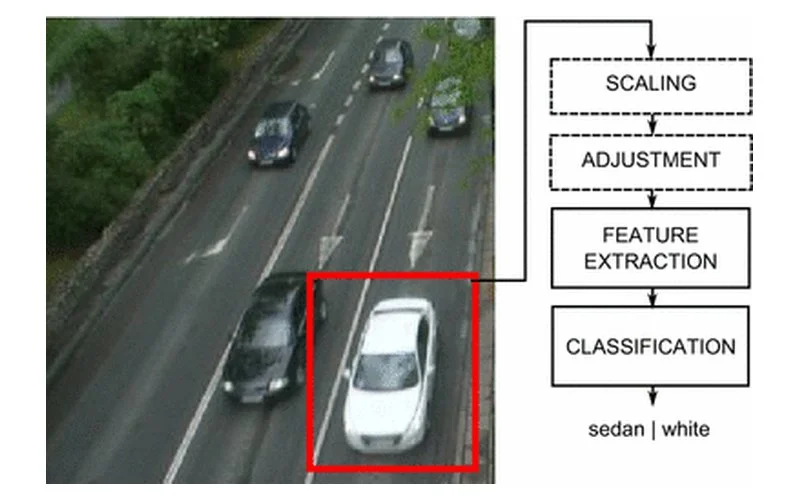 SCALING
ADJUSTMENT
FEATURE
EXTRACTION
CLASSIFICATION
sedan | white